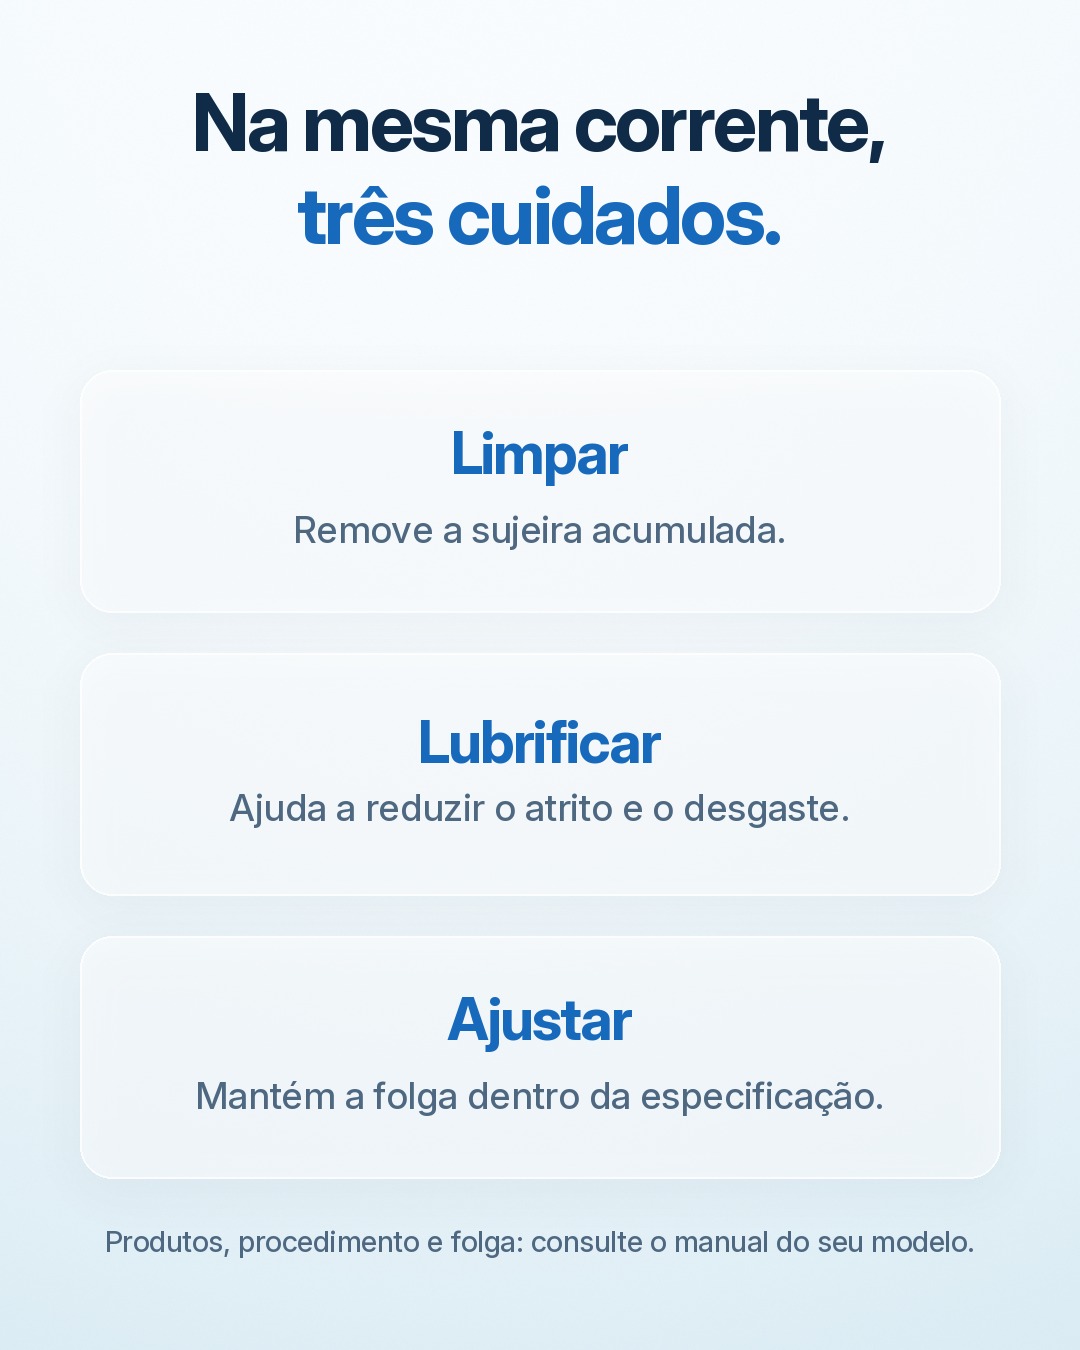 Na mesma corrente,
três cuidados.
Limpar
Remove a sujeira acumulada.
Lubrificar
Ajuda a reduzir o atrito e o desgaste.
Ajustar
Mantém a folga dentro da especificação.
Produtos, procedimento e folga: consulte o manual do seu modelo.